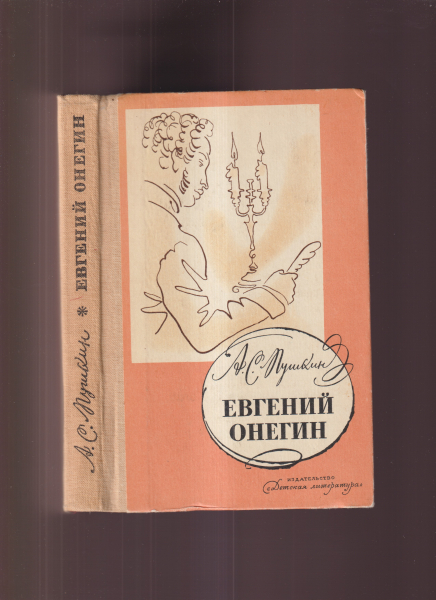 А. С. Пушкин * ЕВГЕНИЙ ОНЕГИН
А. С. Пушкин
ЕВГЕНИЙ
ОНЕГИН
ИЗДАТЕЛЬСТВО
«Детская литература»